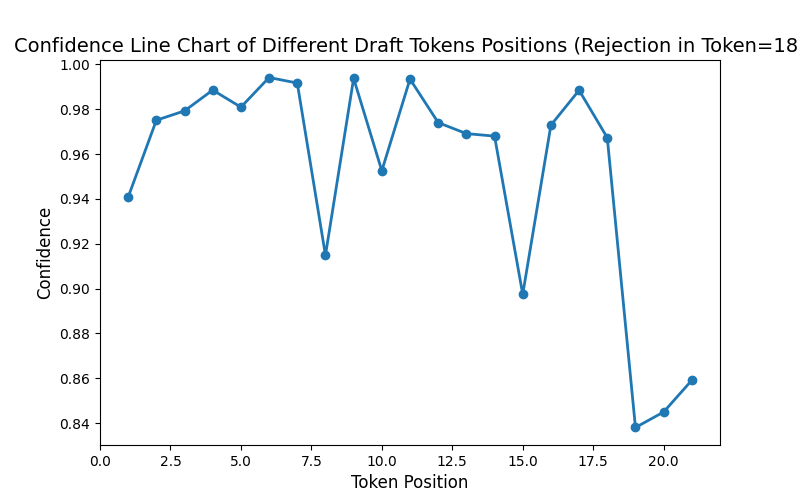 Confidence Line Chart of Different Draft Tokens Positions (Rejection in Token=18
1.00
0.98
0.96
0.94
0.92
0.90
0.88
0.86
0.84
Confidence
0.0 2.5 5.0 7.5 10.0 12.5 15.0 17.5 20.0
Token Position